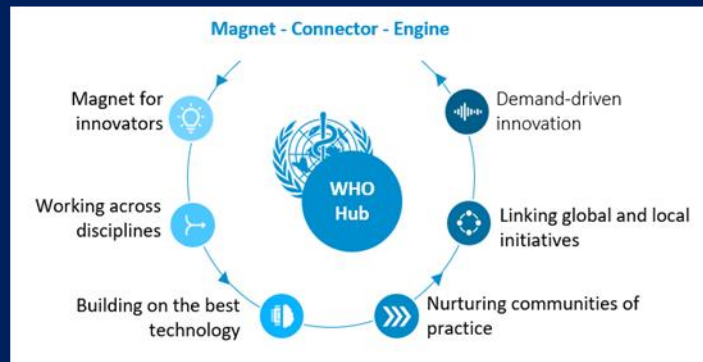 Magnet - Connector - Engine
Magnet for
innovators
Demand-driven
innovation
WHO
Hub
Working across
disciplines
Linking global and local
initiatives
Building on the best
technology
Nurturing communities of
practice